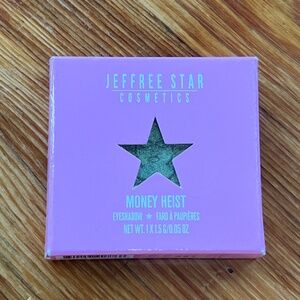 JEFFREE STAR
COSMETICS
MONEY HEIST
EYESHADOW ★ FARD À PAUPIÈRES
NET WT. 1 X 1.5 G/0.05 OZ